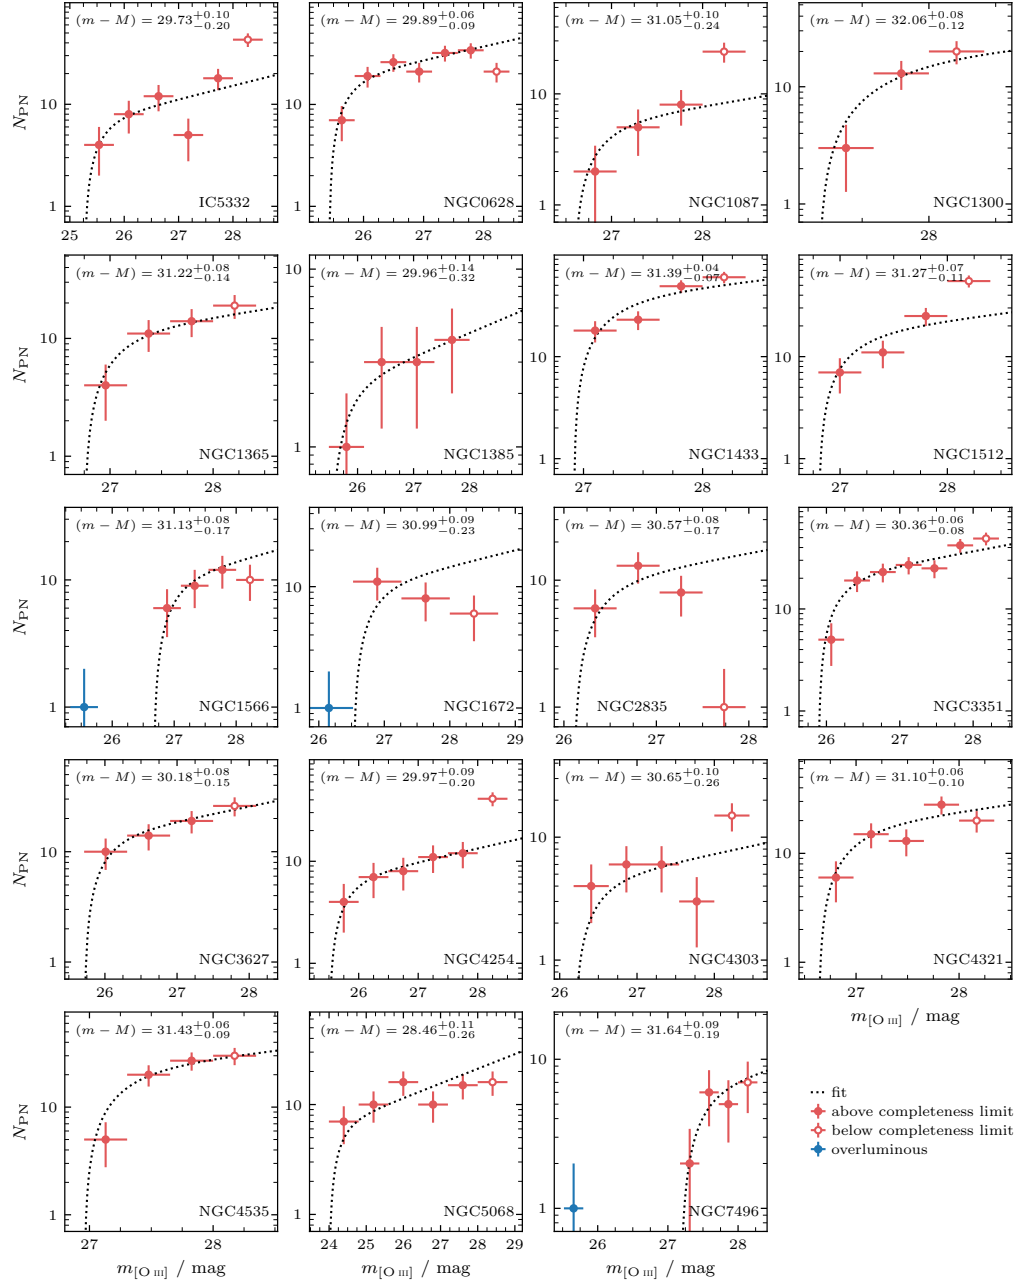 (m − M) = 29.73 +0.10 −0.20
(m − M) = 29.89 +0.06 −0.09
(m − M) = 31.05 +0.10 −0.24
(m − M) = 32.06 +0.08 −0.12
N_PN
10
1
10
1
10
1
10
1
IC5332
NGC0628
NGC1087
NGC1300
25 26 27 28
26 27 28
27 28
28
(m − M) = 31.22 +0.08 −0.14
(m − M) = 29.96 +0.14 −0.32
(m − M) = 31.39 +0.04 −0.07
(m − M) = 31.27 +0.07 −0.11
N_PN
10
1
10
1
10
1
10
1
NGC1365
NGC1385
NGC1433
NGC1512
27 28
26 27 28
27 28
27 28
(m − M) = 31.13 +0.08 −0.17
(m − M) = 30.99 +0.09 −0.23
(m − M) = 30.57 +0.08 −0.17
(m − M) = 30.36 +0.06 −0.08
N_PN
10
1
10
1
10
1
10
1
NGC1566
NGC1672
NGC2835
NGC3351
26 27 28
26 27 28 29
26 27 28
26 27 28
(m − M) = 30.18 +0.08 −0.15
(m − M) = 29.97 +0.09 −0.20
(m − M) = 30.65 +0.10 −0.26
(m − M) = 31.10 +0.06 −0.10
N_PN
10
1
10
1
10
1
10
1
NGC3627
NGC4254
NGC4303
NGC4321
25 26 27 28
25 26 27 28
26 27 28
27 28
m_[O III] / mag
(m − M) = 31.43 +0.06 −0.09
(m − M) = 28.46 +0.11 −0.26
(m − M) = 31.64 +0.09 −0.19
N_PN
10
1
10
1
10
1
fit
above completeness limit
below completeness limit
overluminous
NGC4535
NGC5068
NGC7496
27 28
24 25 26 27 28 29
26 27 28
m_[O III] / mag
m_[O III] / mag
m_[O III] / mag